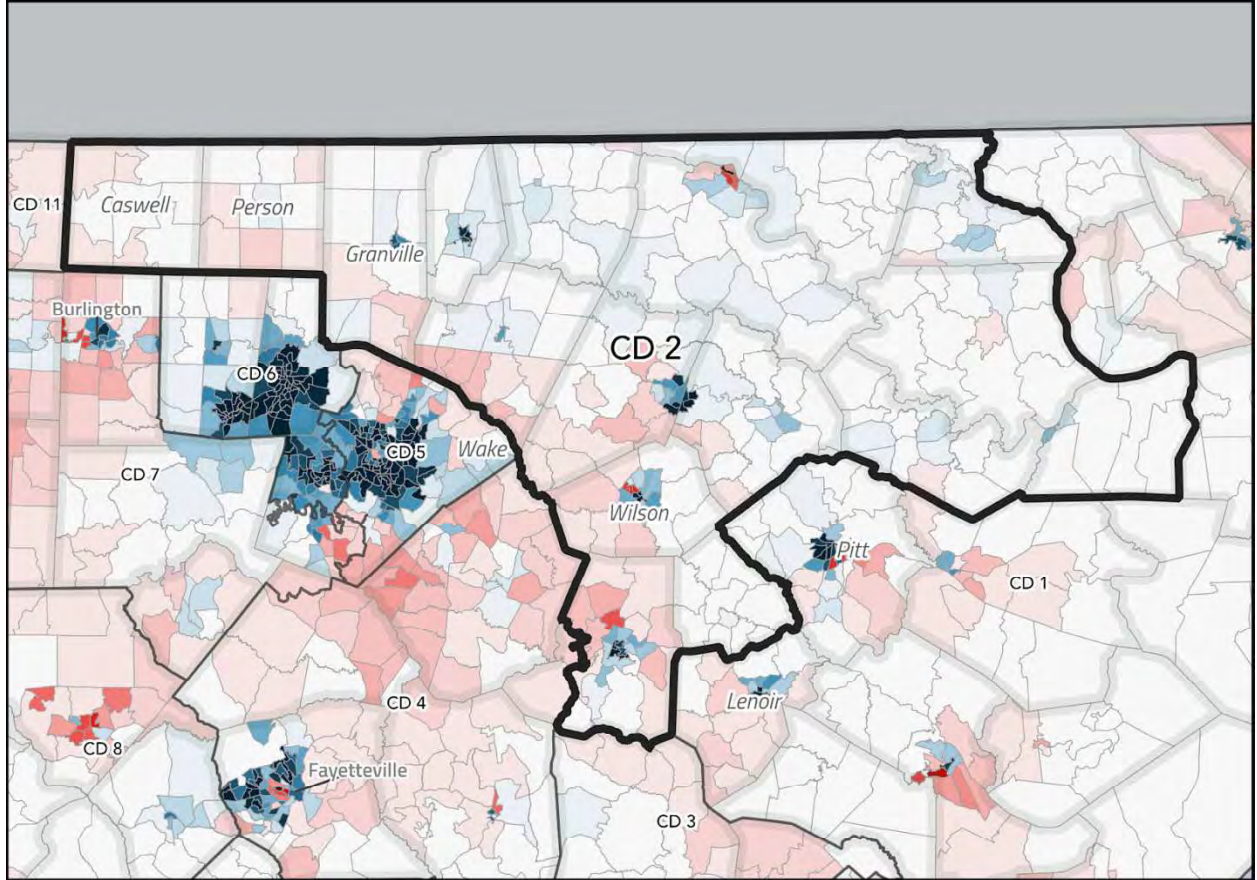 CD 11
Caswell
Person
Granville
Burlington
CD 2
CD 6
CD 5
Wake
CD 7
Wilson
Pitt
CD 1
Lenoir
CD 4
CD 8
Fayetteville
CD 3